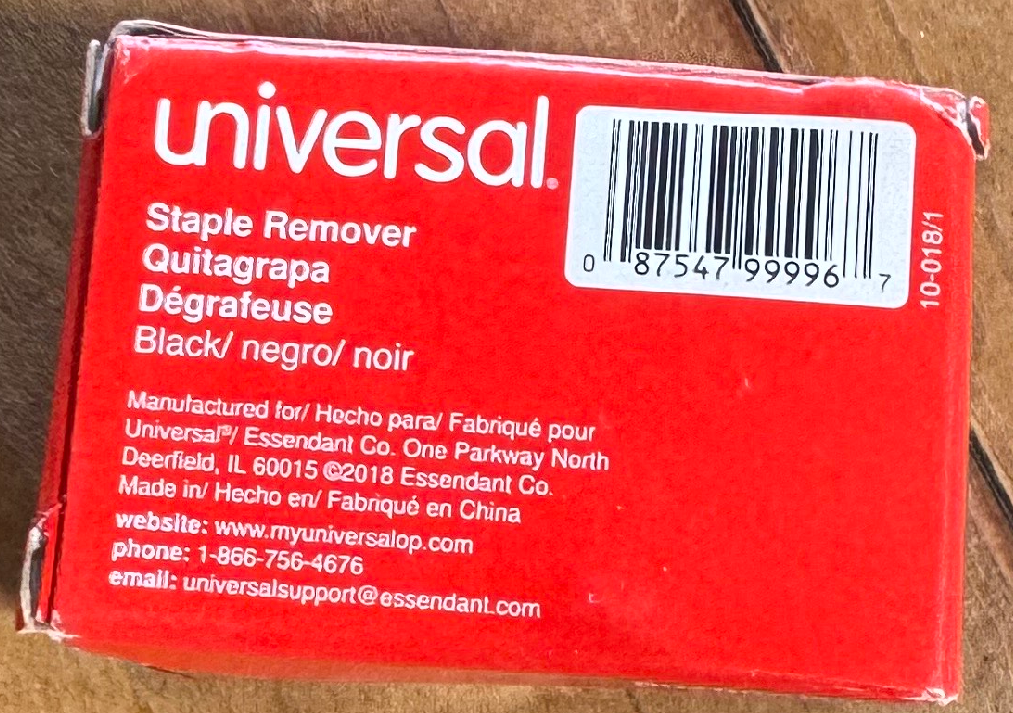 universal®
Staple Remover
Quitagrapa
Dégrafeuse
Black/ negro/ noir
Manufactured for/ Hecho para/ Fabriqué pour
Universal®/ Essendant Co. One Parkway North
Deerfield, IL 60015 ©2018 Essendant Co.
Made in/ Hecho en/ Fabriqué en China
website: www.myuniversalop.com
phone: 1-866-756-4676
email: universalsupport@essendant.com
0 87547 99996 7
10-018/1